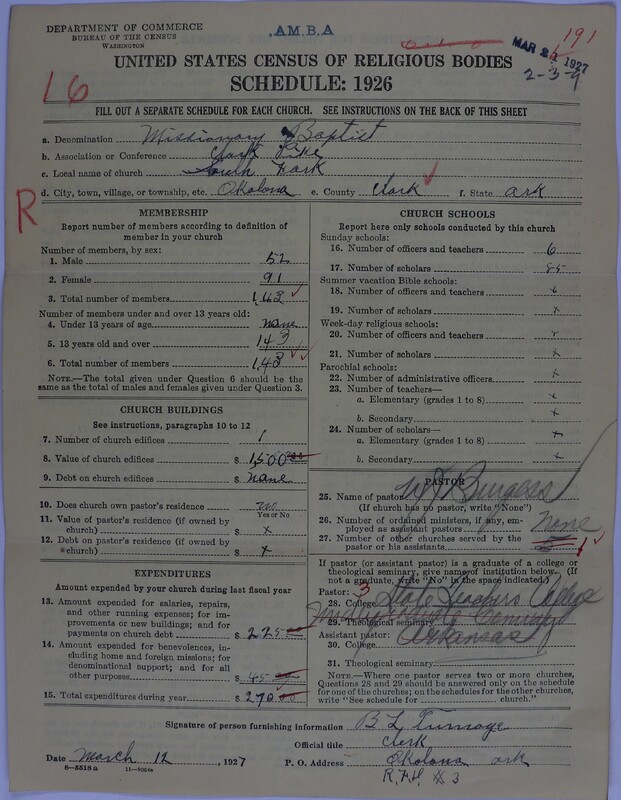 DEPARTMENT OF COMMERCE
BUREAU OF THE CENSUS
WASHINGTON
A.M.B.A
191
MAR 21 1927
2-3-9
16
UNITED STATES CENSUS OF RELIGIOUS BODIES
SCHEDULE: 1926
FILL OUT A SEPARATE SCHEDULE FOR EACH CHURCH. SEE INSTRUCTIONS ON THE BACK OF THIS SHEET
a. Denomination Missionary Baptist
b. Association or Conference Clark Pike
c. Local name of church South Fork
d. City, town, village, or township, etc. Okolona e. County Clark f. State Ark
R
MEMBERSHIP
Report number of members according to definition of member in your church
Number of members, by sex:
1. Male 52
2. Female 91
3. Total number of members 143
Number of members under and over 13 years old:
4. Under 13 years of age none
5. 13 years old and over 143
6. Total number of members 143
NOTE.—The total given under Question 6 should be the same as the total of males and females given under Question 3.
CHURCH BUILDINGS
See instructions, paragraphs 10 to 12
7. Number of church edifices 1
8. Value of church edifices $ 1500
9. Debt on church edifices $ none
10. Does church own pastor's residence no
Yes or No
11. Value of pastor's residence (if owned by church) $ x
12. Debt on pastor's residence (if owned by church) $ x
EXPENDITURES
Amount expended by your church during last fiscal year
13. Amount expended for salaries, repairs, and other running expenses; for improvements or new buildings; and for payments on church debt $ 225
14. Amount expended for benevolences, including home and foreign missions; for denominational support; and for all other purposes $ 45
15. Total expenditures during year $ 270
CHURCH SCHOOLS
Report here only schools conducted by this church
Sunday schools:
16. Number of officers and teachers 6
17. Number of scholars 85
Summer vacation Bible schools:
18. Number of officers and teachers x
19. Number of scholars x
Week-day religious schools:
20. Number of officers and teachers x
21. Number of scholars x
Parochial schools:
22. Number of administrative officers x
23. Number of teachers—
a. Elementary (grades 1 to 8) x
b. Secondary x
24. Number of scholars—
a. Elementary (grades 1 to 8) x
b. Secondary x
PASTOR
25. Name of pastor Burgess
(If church has no pastor, write "None")
26. Number of ordained ministers, if any, employed as assistant pastors None
27. Number of other churches served by the pastor or his assistants
If pastor (or assistant pastor) is a graduate of a college or theological seminary, give name of institution below. (If not a graduate, write "No" in the space indicated.)
Pastor: 3
28. College State Teachers College
29. Theological seminary
Assistant pastor: Arkansas
30. College
31. Theological seminary
NOTE.—Where one pastor serves two or more churches, Questions 28 and 29 should be answered only on the schedule for one of the churches; on the schedules for the other churches, write "See schedule for church."
Signature of person furnishing information B L Turnage
Official title Clerk
Date March 12, 1927 P. O. Address Okolona Ark
8-5518a
# 3